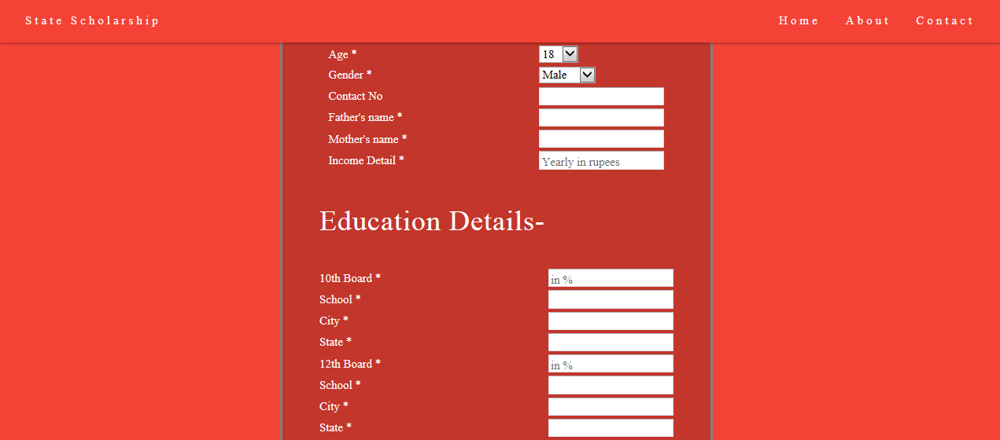 State Scholarship Home About Contact
Age * 18
Gender * Male
Contact No
Father's name *
Mother's name *
Income Detail * Yearly in rupees
Education Details-
10th Board * in %
School *
City *
State *
12th Board * in %
School *
City *
State *